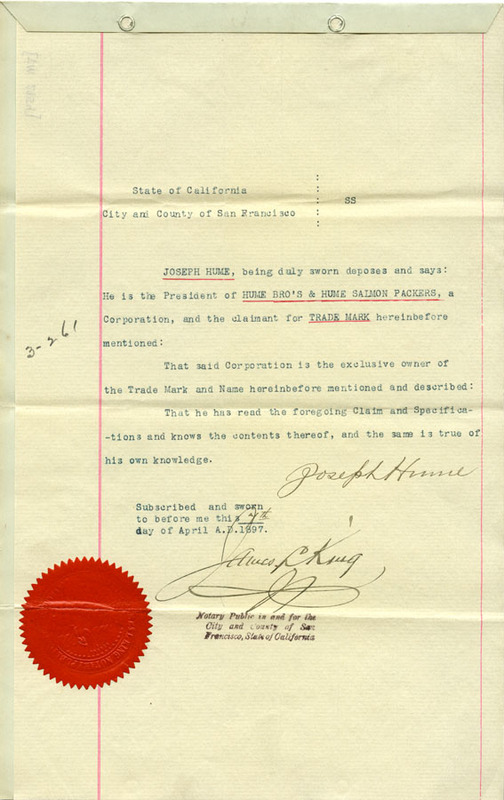 State of California :
: SS
City and County of San Francisco :
JOSEPH HUME, being duly sworn deposes and says:
He is the President of HUME BRO'S & HUME SALMON PACKERS, a
Corporation, and the claimant for TRADE MARK hereinbefore
mentioned:
3-261
That said Corporation is the exclusive owner of
the Trade Mark and Name hereinbefore mentioned and described:
That he has read the foregoing Claim and Specifica-
-tions and knows the contents thereof, and the same is true of
his own knowledge.
Joseph Hume
Subscribed and sworn
to before me this 7th
day of April A.D.1897.
James L King
Notary Public in and for the
City and County of San
Francisco, State of California